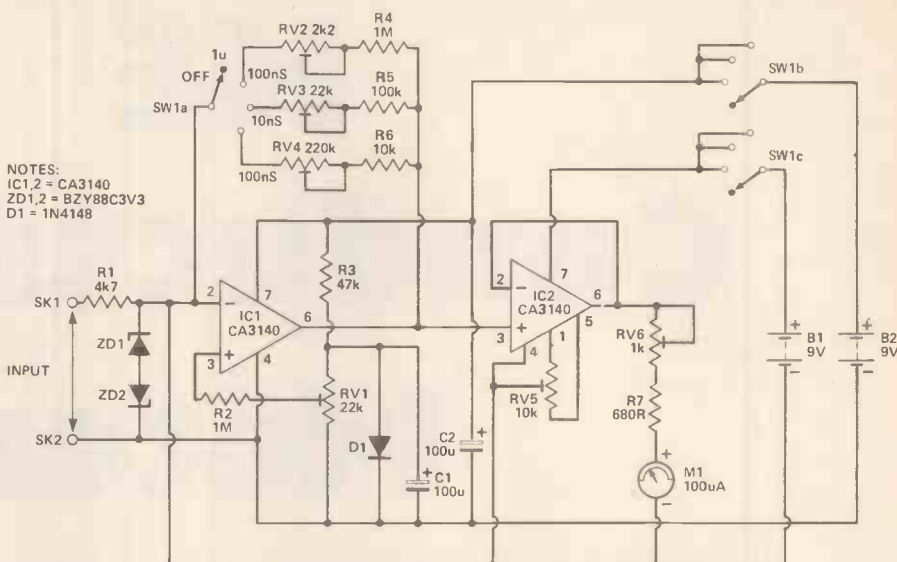 RV2 2k2
R4
1M
1u
OFF
100nS
SW1a
RV3 22k
R5
100k
10nS
RV4 220k
R6
10k
100nS
SW1b
SW1c
NOTES:
IC1,2 = CA3140
ZD1,2 = BZY88C3V3
D1 = 1N4148
R1
4k7
SK1
INPUT
SK2
ZD1
ZD2
2
–
IC1
CA3140
+
3
7
6
4
R2
1M
R3
47k
RV1
22k
D1
+
C1
100u
C2
100u
+
2
–
IC2
CA3140
+
3
7
6
5
4
1
RV5
10k
RV6
1k
R7
680R
+
M1
100uA
–
+
B1
9V
–
+
B2
9V
–